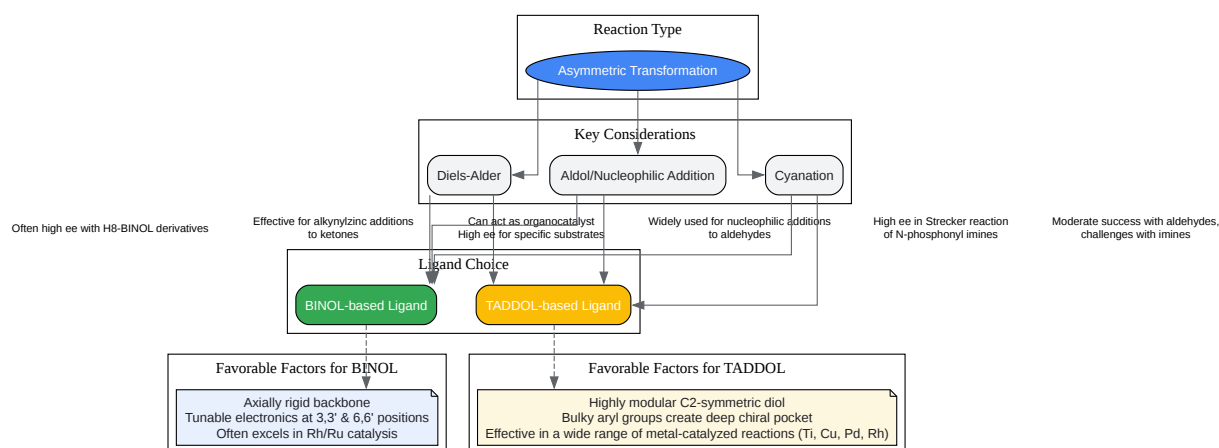 Reaction Type
Asymmetric Transformation
Key Considerations
Diels-Alder
Aldol/Nucleophilic Addition
Cyanation
Often high ee with H8-BINOL derivatives
Effective for alkynylzinc additions
to ketones
Can act as organocatalyst
High ee for specific substrates
Widely used for nucleophilic additions
to aldehydes
High ee in Strecker reaction
of N-phosphonyl imines
Moderate success with aldehydes,
challenges with imines
Ligand Choice
BINOL-based Ligand
TADDOL-based Ligand
Favorable Factors for BINOL
Axially rigid backbone
Tunable electronics at 3,3' & 6,6' positions
Often excels in Rh/Ru catalysis
Favorable Factors for TADDOL
Highly modular C2-symmetric diol
Bulky aryl groups create deep chiral pocket
Effective in a wide range of metal-catalyzed reactions (Ti, Cu, Pd, Rh)